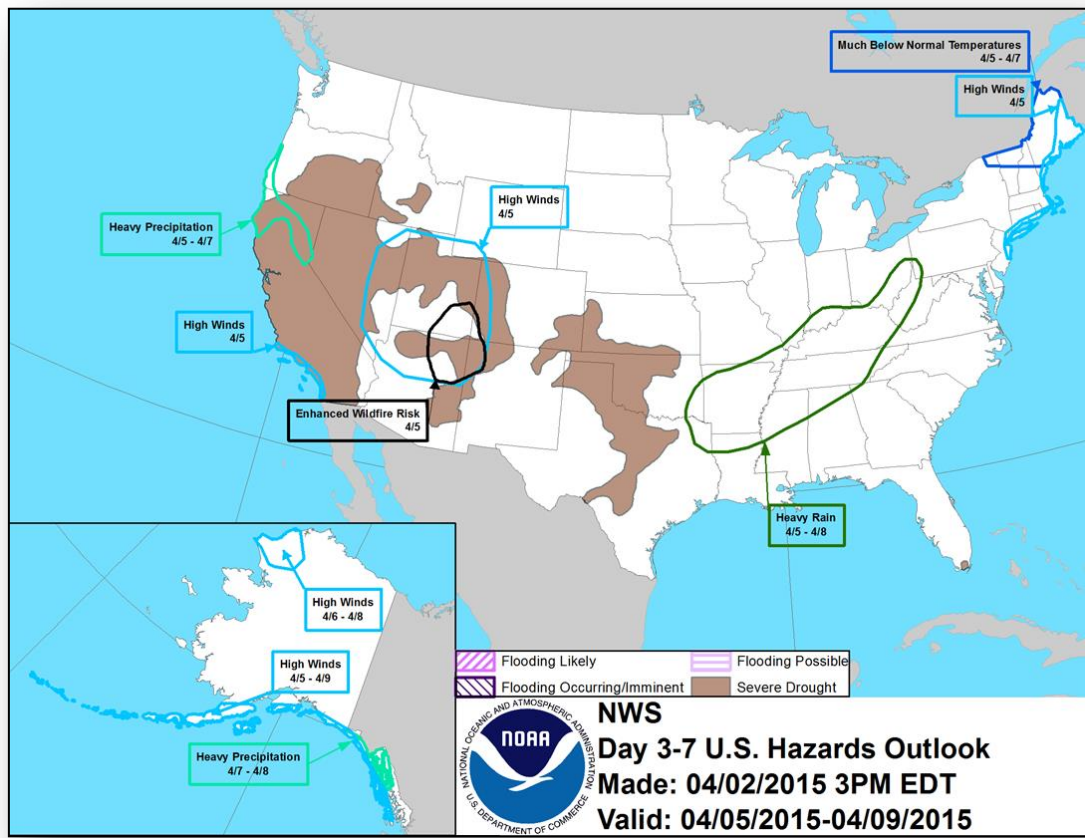 Much Below Normal Temperatures
4/5 - 4/7
High Winds
4/5
High Winds
4/5
Heavy Precipitation
4/5 - 4/7
High Winds
4/5
Enhanced Wildfire Risk
4/5
Heavy Rain
4/5 - 4/8
High Winds
4/6 - 4/8
High Winds
4/5 - 4/9
Heavy Precipitation
4/7 - 4/8
Flooding Likely
Flooding Possible
Flooding Occurring/Imminent
Severe Drought
NATIONAL OCEANIC AND ATMOSPHERIC ADMINISTRATION
NOAA
U.S. DEPARTMENT OF COMMERCE
NWS
Day 3-7 U.S. Hazards Outlook
Made: 04/02/2015 3PM EDT
Valid: 04/05/2015-04/09/2015